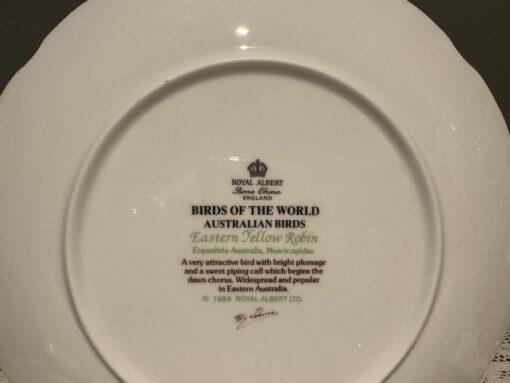 ROYAL ALBERT
Bone China
ENGLAND
BIRDS OF THE WORLD
AUSTRALIAN BIRDS
Eastern Yellow Robin
Eopsaltria Australis, Muscicapidae
A very attractive bird with bright plumage
and a sweet piping call which begins the
dawn chorus. Widespread and popular
in Eastern Australia.
© 1988 ROYAL ALBERT LTD.